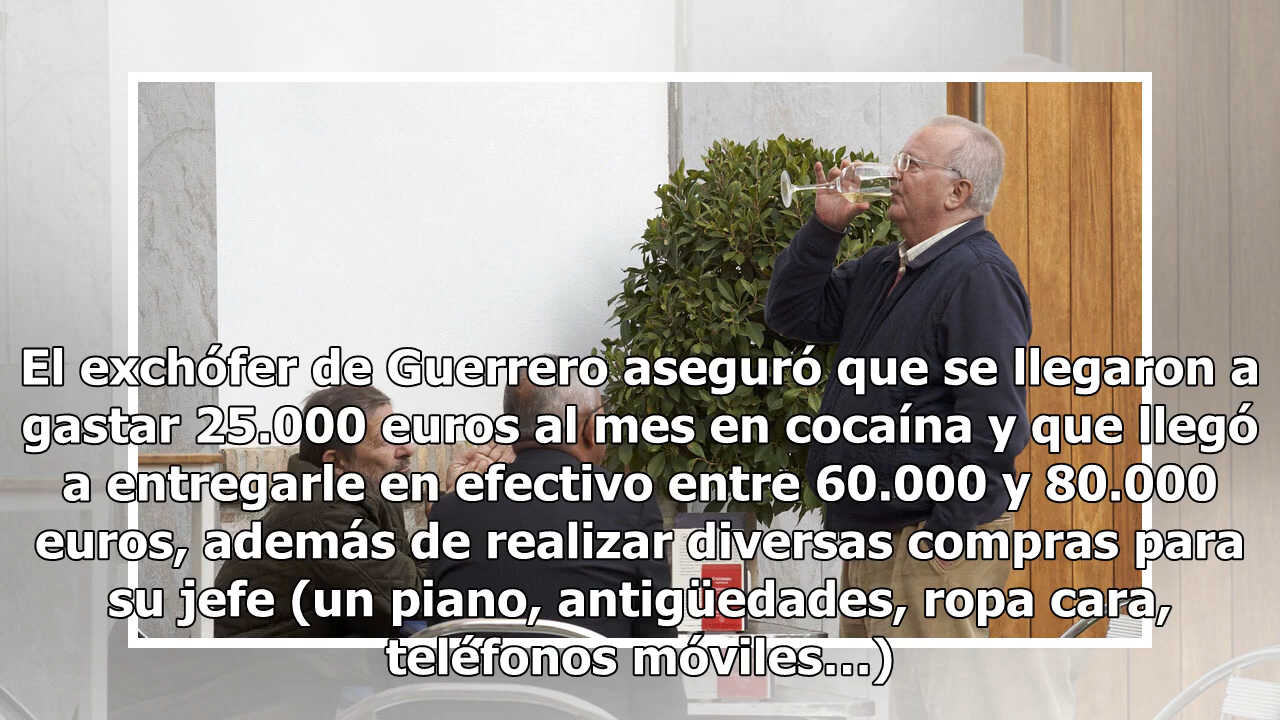 El exchófer de Guerrero aseguró que se llegaron a
gastar 25.000 euros al mes en cocaína y que llegó
a entregarle en efectivo entre 60.000 y 80.000
euros, además de realizar diversas compras para
su jefe (un piano, antigüedades, ropa cara,
teléfonos móviles...)